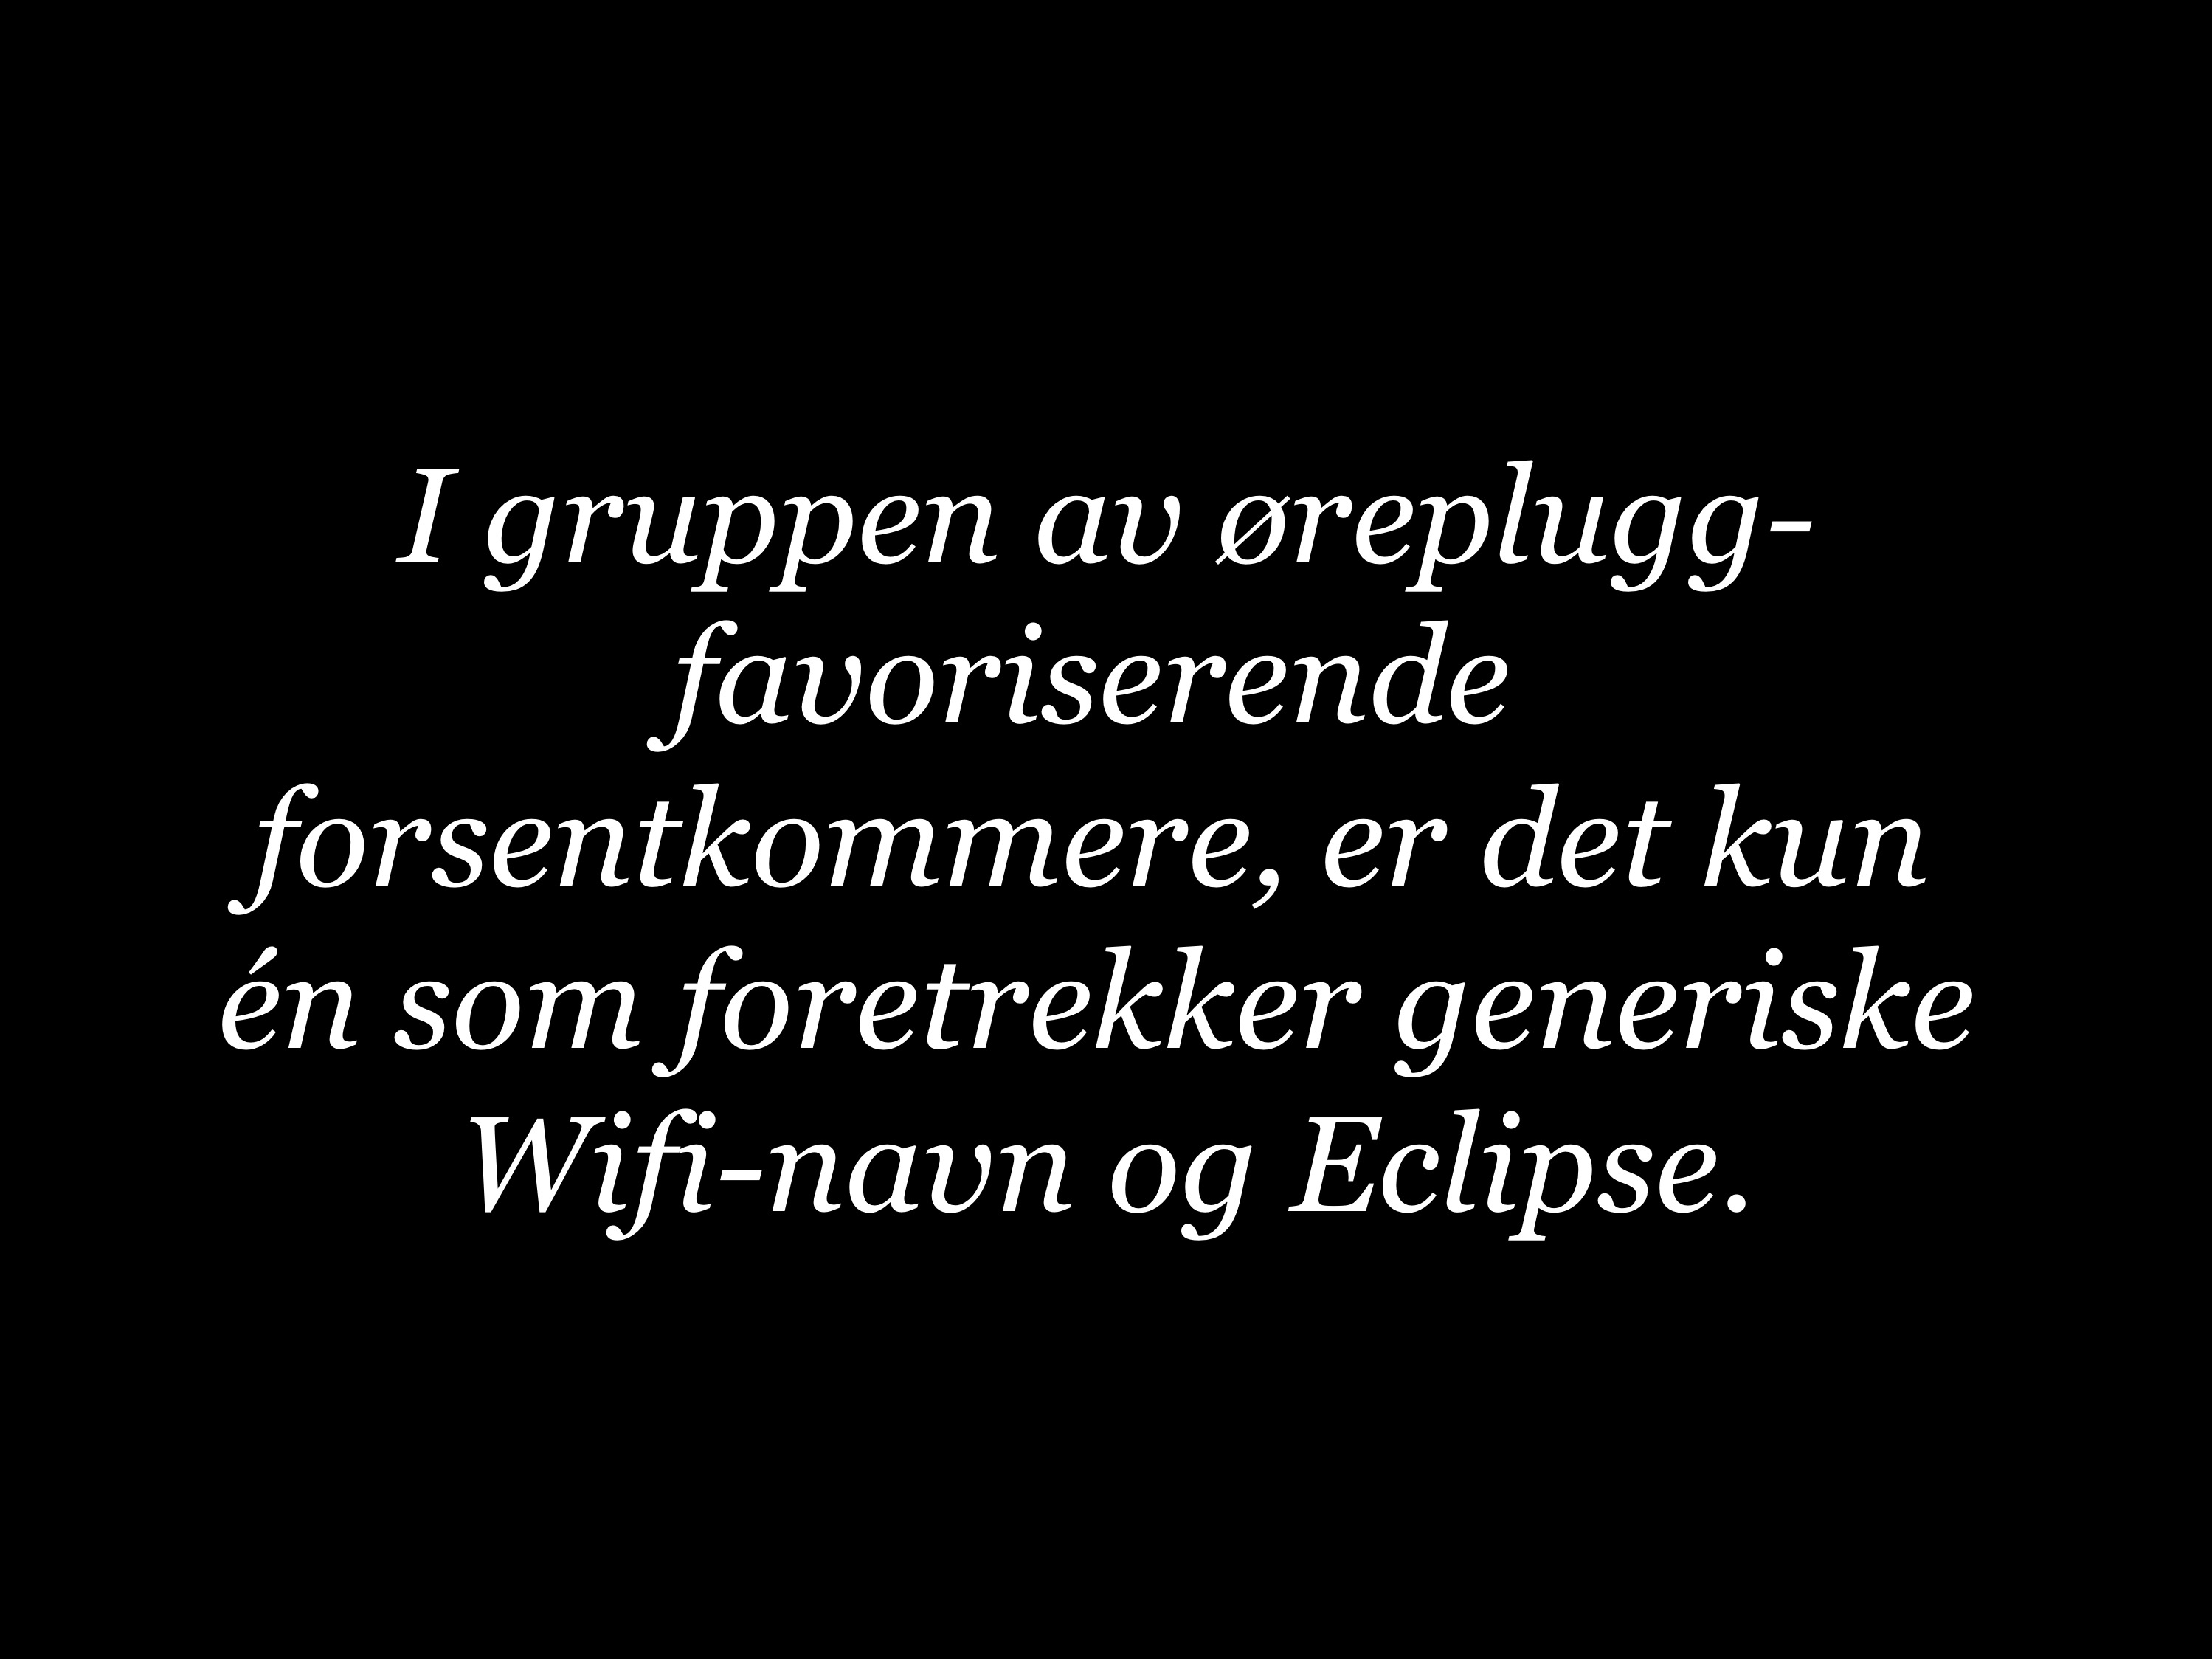 I gruppen av øreplugg-
favoriserende
forsentkommere, er det kun
én som foretrekker generiske
Wifi-navn og Eclipse.